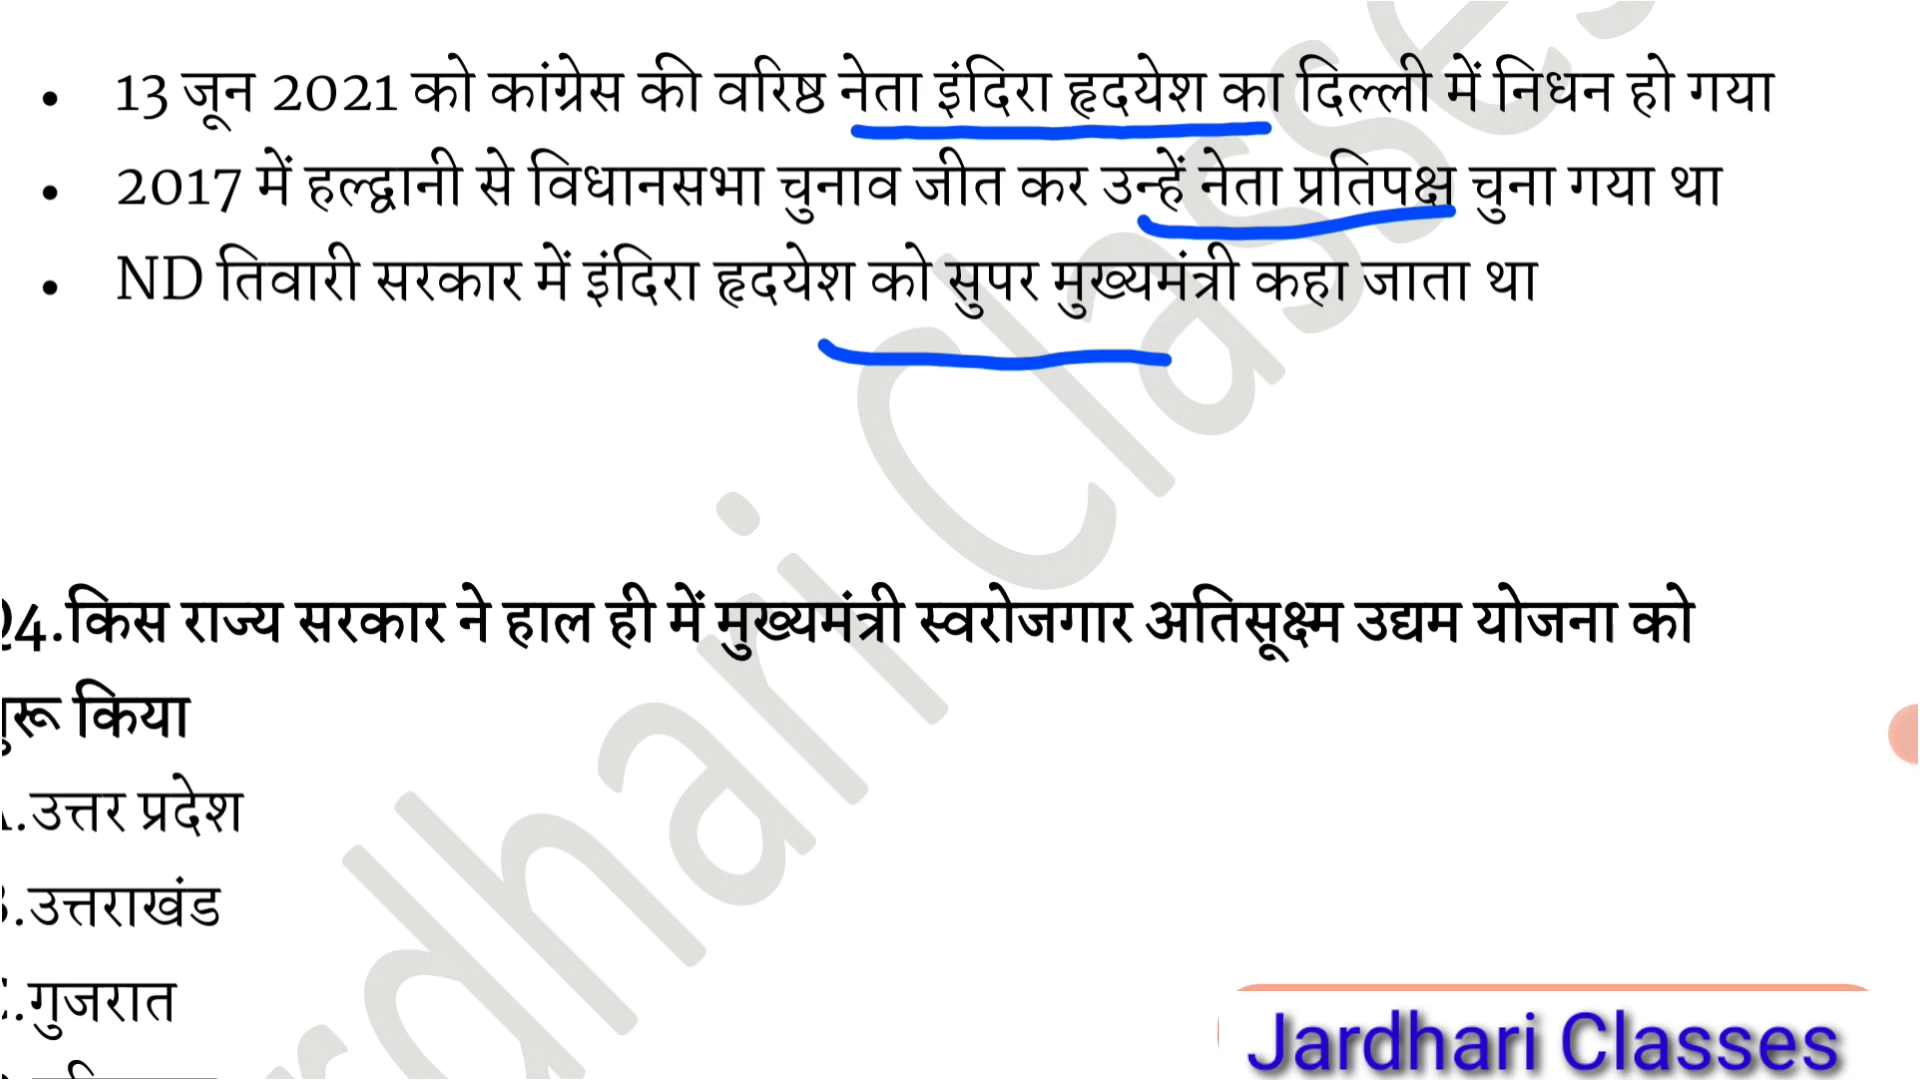 • 13 जून 2021 को कांग्रेस की वरिष्ठ नेता इंदिरा हृदयेश का दिल्ली में निधन हो गया
• 2017 में हल्द्वानी से विधानसभा चुनाव जीत कर उन्हें नेता प्रतिपक्ष चुना गया था
• ND तिवारी सरकार में इंदिरा हृदयेश को सुपर मुख्यमंत्री कहा जाता था
4.किस राज्य सरकार ने हाल ही में मुख्यमंत्री स्वरोजगार अतिसूक्ष्म उद्यम योजना को
किया
.उत्तर प्रदेश
.उत्तराखंड
.गुजरात
Jardhari Classes